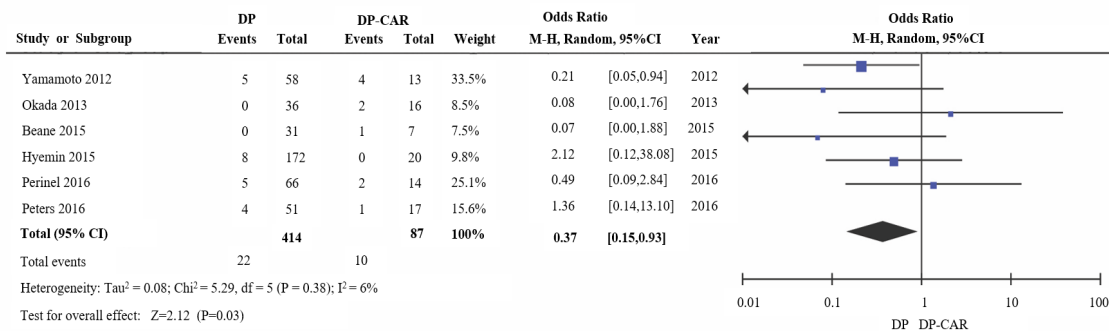 DP DP-CAR Odds Ratio Odds Ratio
Study or Subgroup Events Total Events Total Weight M-H, Random, 95%CI Year M-H, Random, 95%CI
Yamamoto 2012 5 58 4 13 33.5% 0.21 [0.05,0.94] 2012
Okada 2013 0 36 2 16 8.5% 0.08 [0.00,1.76] 2013
Beane 2015 0 31 1 7 7.5% 0.07 [0.00,1.88] 2015
Hyemin 2015 8 172 0 20 9.8% 2.12 [0.12,38.08] 2015
Perinel 2016 5 66 2 14 25.1% 0.49 [0.09,2.84] 2016
Peters 2016 4 51 1 17 15.6% 1.36 [0.14,13.10] 2016
Total (95% CI) 414 87 100% 0.37 [0.15,0.93]
Total events 22 10
Heterogeneity: Tau² = 0.08; Chi² = 5.29, df = 5 (P = 0.38); I² = 6%
Test for overall effect: Z=2.12 (P=0.03)
0.01 0.1 1 10 100
DP DP-CAR